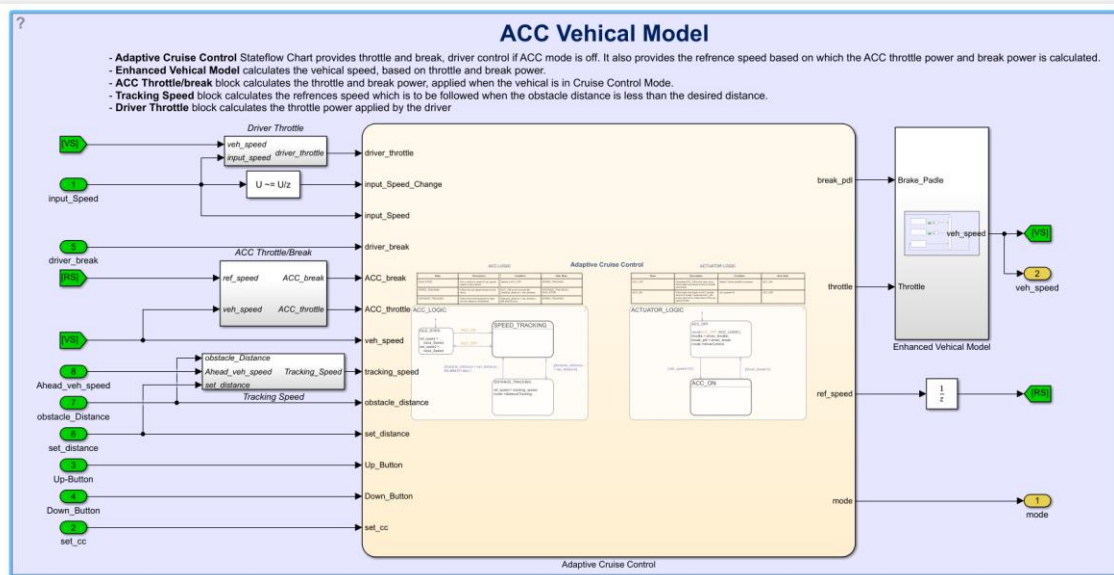 ?
ACC Vehical Model
- Adaptive Cruise Control Stateflow Chart provides throttle and break, driver control if ACC mode is off. It also provides the refrence speed based on which the ACC throttle power and break power is calculated.
- Enhanced Vehical Model calculates the vehical speed, based on throttle and break power.
- ACC Throttle/break block calculates the throttle and break power, applied when the vehical is in Cruise Control Mode.
- Tracking Speed block calculates the refrences speed which is to be followed when the obstacle distance is less than the desired distance.
- Driver Throttle block calculates the throttle power applied by the driver
Driver Throttle
[VS]
veh_speed
input_speed
driver_throttle
driver_throttle
1
input_Speed
U ~= U/z
input_Speed_Change
input_Speed
5
driver_break
driver_break
ACC Throttle/Break
[RS]
ref_speed
ACC_break
ACC_break
veh_speed
ACC_throttle
ACC_throttle
[VS]
veh_speed
obstacle_Distance
Ahead_veh_speed
set_distance
Tracking_Speed
tracking_speed
8
Ahead_veh_speed
Tracking Speed
7
obstacle_Distance
obstacle_distance
6
set_distance
set_distance
3
Up-Button
Up_Button
4
Down_Button
Down_Button
2
set_cc
set_cc
ACC LOGIC
Adaptive Cruise Control
ACTUATOR LOGIC
ACC_LOGIC
SPEED_TRACKING
DISTANCE_TRACKING
ref_speed = tracking_speed
ACTUATOR_LOGIC
ACC_OFF
ACC_ON
break_pdl
throttle
ref_speed
mode
Adaptive Cruise Control
Brake_Padle
veh_speed
Throttle
Enhanced Vehical Model
[VS]
2
veh_speed
1
z
[RS]
1
mode